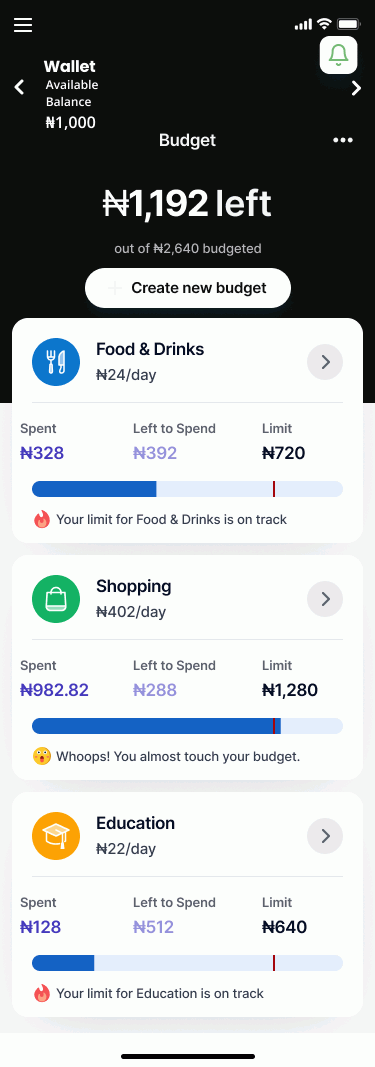 Wallet
Available
Balance
₦1,000
Budget
₦1,192 left
out of ₦2,640 budgeted
+ Create new budget
Food & Drinks
₦24/day
Spent Left to Spend Limit
₦328 ₦392 ₦720
Your limit for Food & Drinks is on track
Shopping
₦402/day
Spent Left to Spend Limit
₦982.82 ₦288 ₦1,280
Whoops! You almost touch your budget.
Education
₦22/day
Spent Left to Spend Limit
₦128 ₦512 ₦640
Your limit for Education is on track